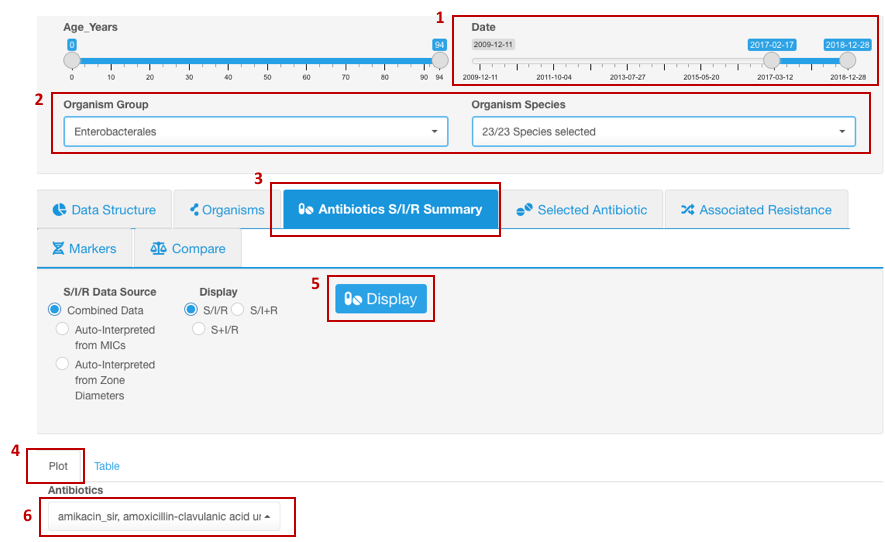 1
Age_Years
Date
0
94
2009-12-11
2017-02-17
2018-12-28
0 10 20 30 40 50 60 70 80 90 94
2009-12-11 2011-10-04 2013-07-27 2015-05-20 2017-03-12 2018-12-28
2
Organism Group
Organism Species
Enterobacterales
23/23 Species selected
3
Data Structure
Organisms
Antibiotics S/I/R Summary
Selected Antibiotic
Associated Resistance
Markers
Compare
5
S/I/R Data Source
Display
Display
Combined Data
S/I/R
S/I+R
Auto-Interpreted
from MICs
S+I/R
Auto-Interpreted
from Zone
Diameters
4
Plot
Table
Antibiotics
6
amikacin_sir, amoxicillin-clavulanic acid ur